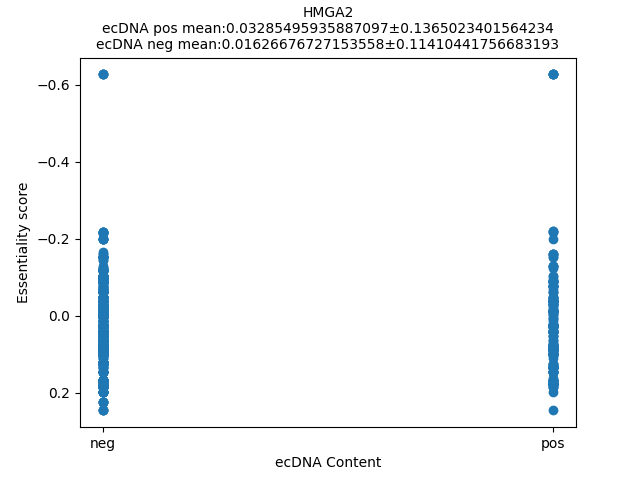 HMGA2
ecDNA pos mean:0.03285495935887097±0.1365023401564234
ecDNA neg mean:0.01626676727153558±0.11410441756683193
−0.6
−0.4
−0.2
0.0
0.2
Essentiality score
neg
pos
ecDNA Content